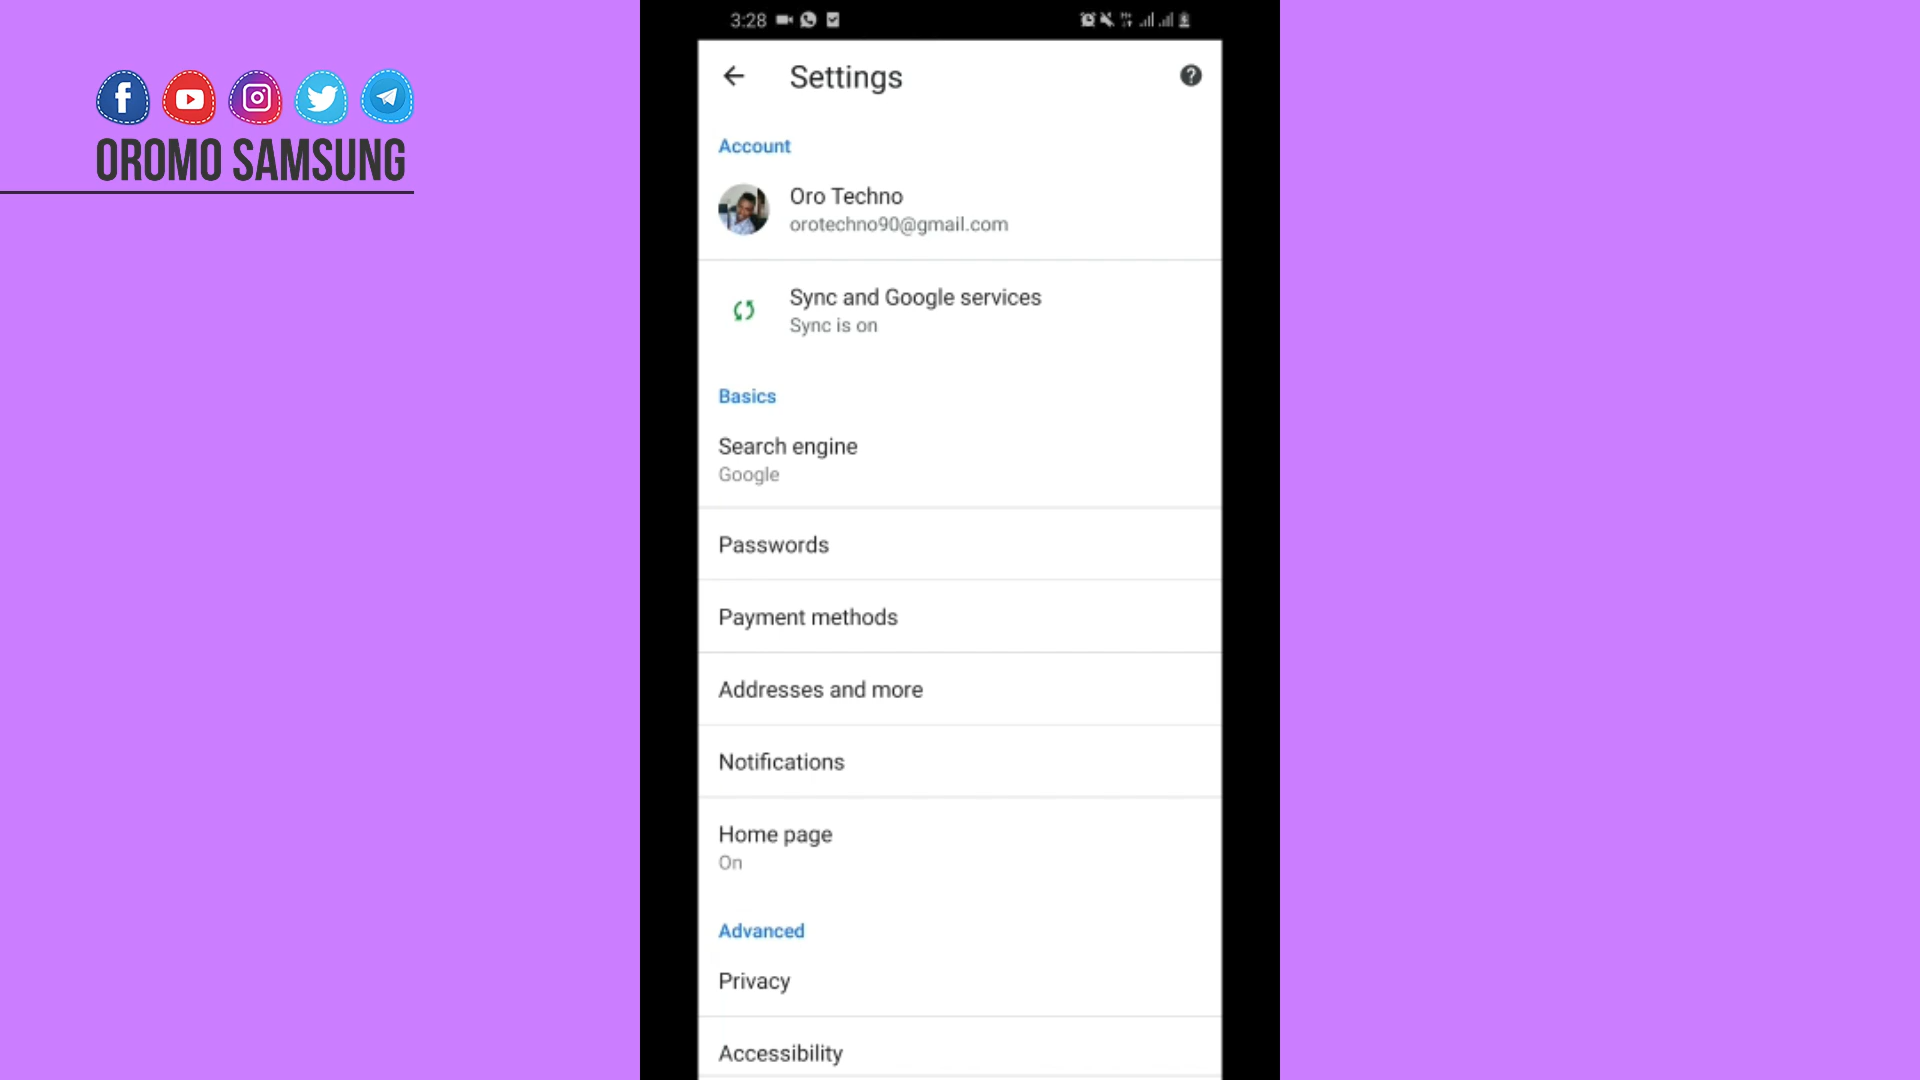 OROMO SAMSUNG
3:28
Settings
Account
Oro Techno
orotechno90@gmail.com
Sync and Google services
Sync is on
Basics
Search engine
Google
Passwords
Payment methods
Addresses and more
Notifications
Home page
On
Advanced
Privacy
Accessibility